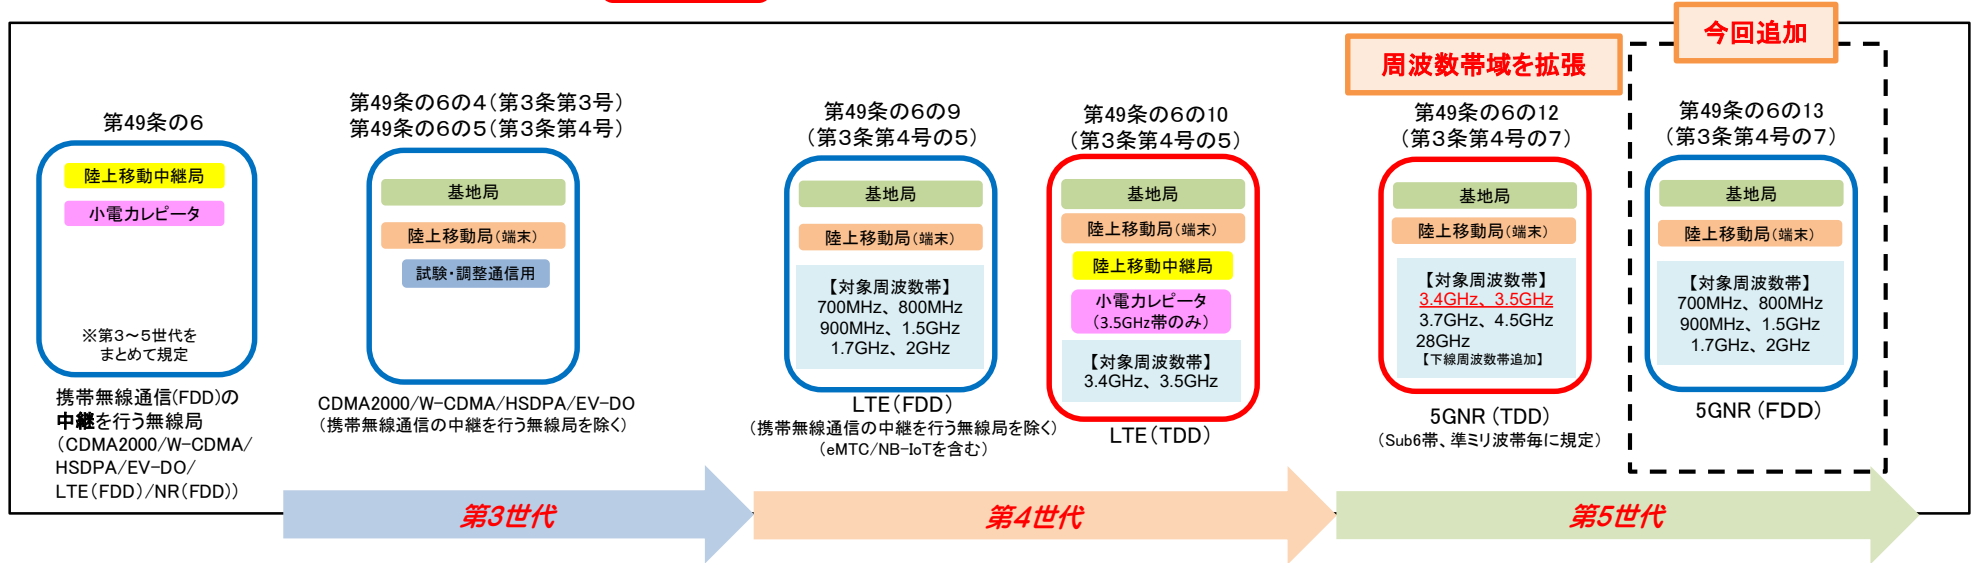 今回追加
周波数帯域を拡張
第49条の6
陸上移動中継局
小電力レピータ
※第3～5世代を
まとめて規定
携帯無線通信(FDD)の
中継を行う無線局
(CDMA2000/W-CDMA/
HSDPA/EV-DO/
LTE(FDD)/NR(FDD))
第49条の6の4(第3条第3号)
第49条の6の5(第3条第4号)
基地局
陸上移動局(端末)
試験・調整通信用
CDMA2000/W-CDMA/HSDPA/EV-DO
(携帯無線通信の中継を行う無線局を除く)
第49条の6の9
(第3条第4号の5)
基地局
陸上移動局(端末)
【対象周波数帯】
700MHz、800MHz
900MHz、1.5GHz
1.7GHz、2GHz
LTE(FDD)
(携帯無線通信の中継を行う無線局を除く)
(eMTC/NB-IoTを含む)
第49条の6の10
(第3条第4号の5)
基地局
陸上移動局(端末)
陸上移動中継局
小電力レピータ
(3.5GHz帯のみ)
【対象周波数帯】
3.4GHz、3.5GHz
LTE(TDD)
第49条の6の12
(第3条第4号の7)
基地局
陸上移動局(端末)
【対象周波数帯】
3.4GHz、3.5GHz
3.7GHz、4.5GHz
28GHz
【下線周波数帯追加】
5GNR(TDD)
(Sub6帯、準ミリ波帯毎に規定)
第49条の6の13
(第3条第4号の7)
基地局
陸上移動局(端末)
【対象周波数帯】
700MHz、800MHz
900MHz、1.5GHz
1.7GHz、2GHz
5GNR(FDD)
第3世代
第4世代
第5世代